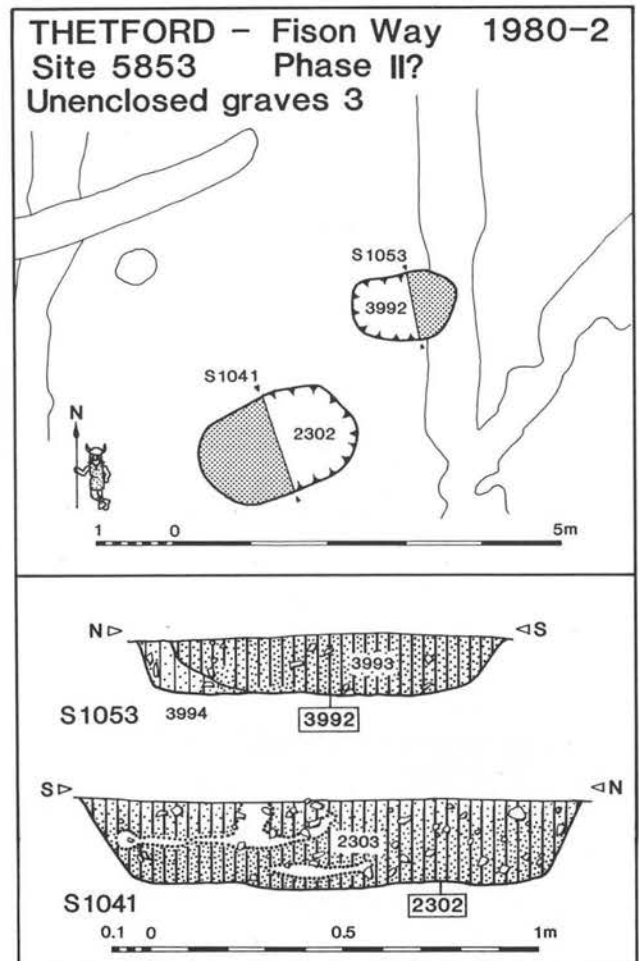 THETFORD - Fison Way 1980-2
Site 5853 Phase II?
Unenclosed graves 3
S1053
3992
S1041
2302
N
1 0 5m
N S
3993
S1053 3994 3992
S N
2303
S1041 2302
0.1 0 0.5 1m